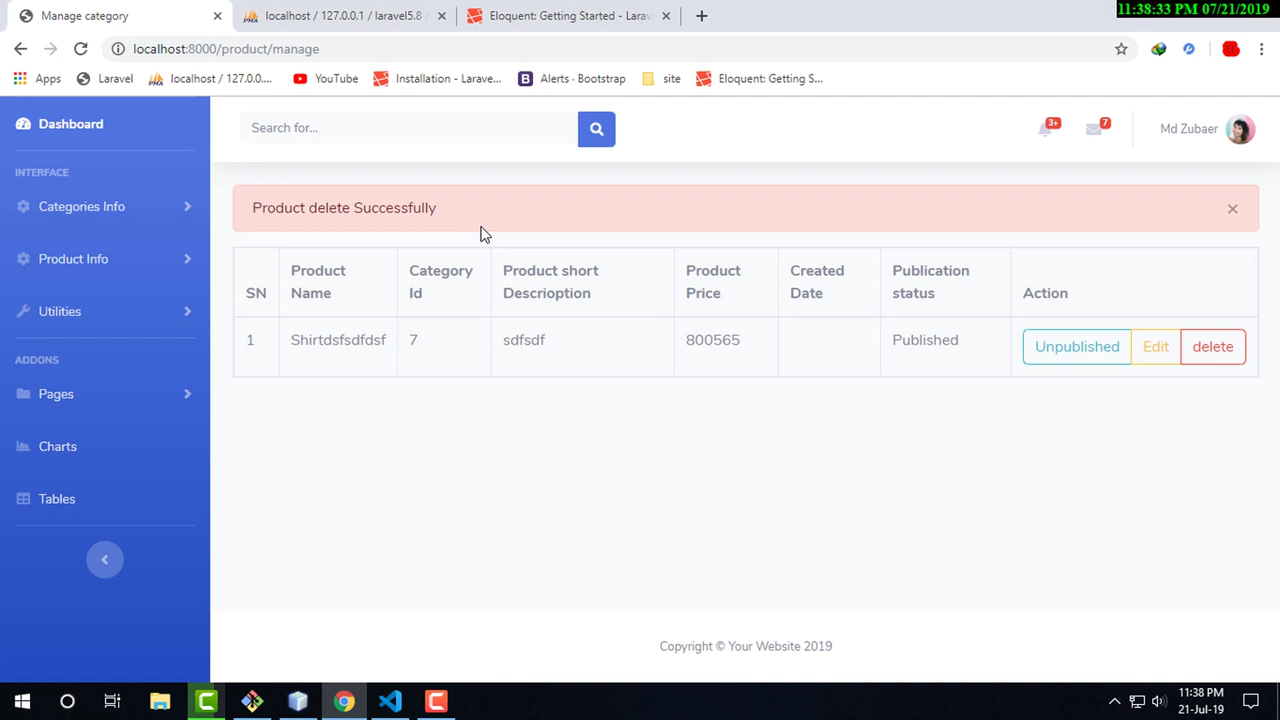 11:38:33 PM 07/21/2019
Manage category
localhost / 127.0.0.1 / laravel5.8 /
Eloquent: Getting Started - Larav
localhost:8000/product/manage
Apps
Laravel
localhost / 127.0.0....
YouTube
Installation - Larave...
Alerts · Bootstrap
site
Eloquent: Getting S...
Dashboard
Search for...
3+
7
Md Zubaer
INTERFACE
Categories Info
Product Info
Utilities
ADDONS
Pages
Charts
Tables
Product delete Successfully
SN
Product Name
Category Id
Product short Descrioption
Product Price
Created Date
Publication status
Action
1
Shirtdsfsdfdsf
7
sdfsdf
800565
Published
Unpublished
Edit
delete
Copyright © Your Website 2019
11:38 PM
21-Jul-19